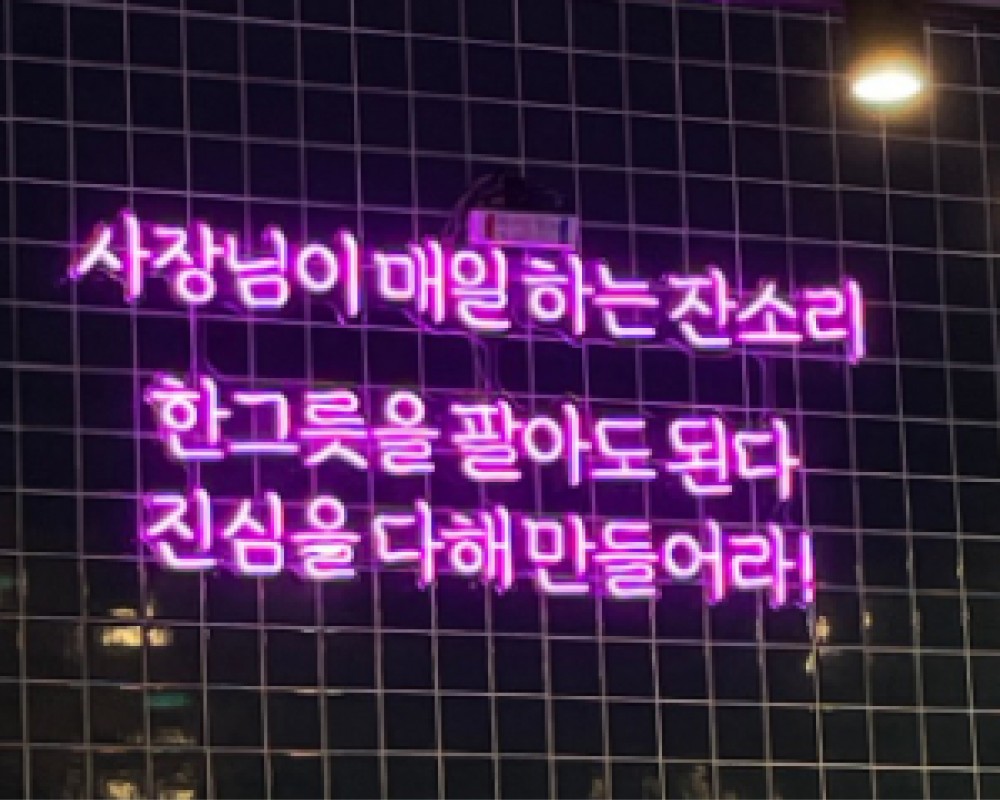 사장님이 매일 하는 잔소리
한그릇을 팔아도 된다
진심을 다해 만들어라!